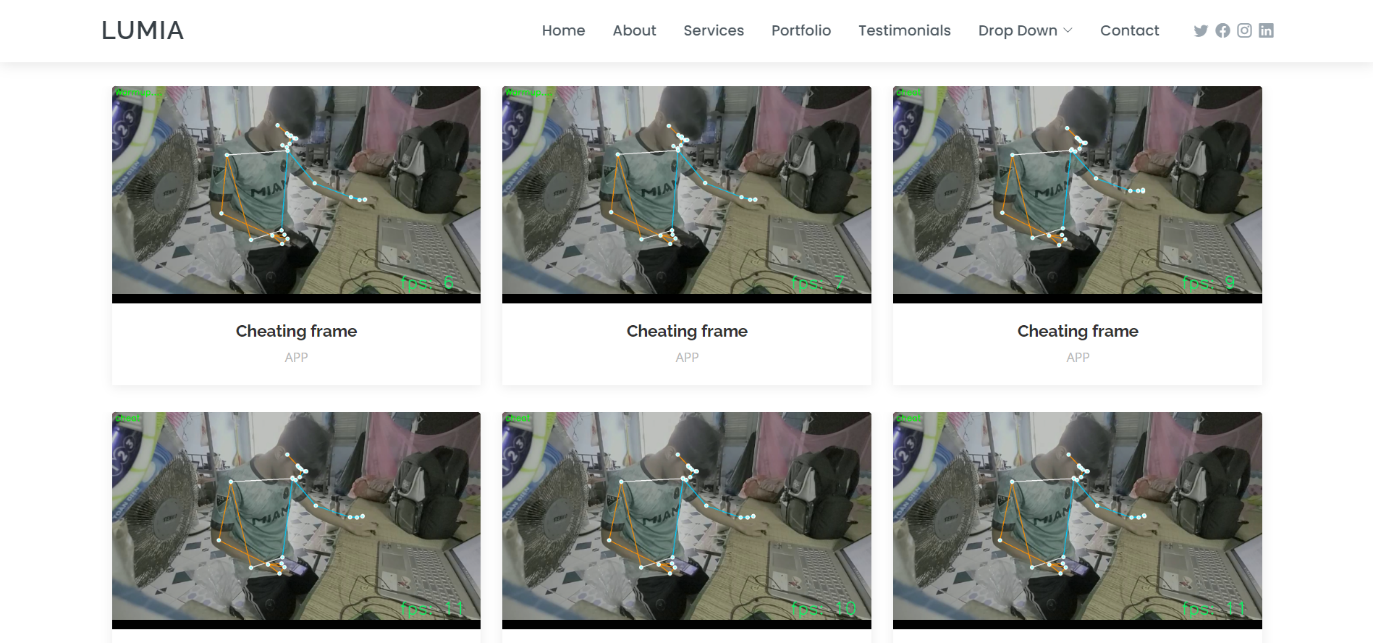 LUMIA Home About Services Portfolio Testimonials Drop Down Contact
fps: 6 fps: 7 fps: 9
Cheating frame Cheating frame Cheating frame
APP APP APP
fps: 11 fps: 10 fps: 11